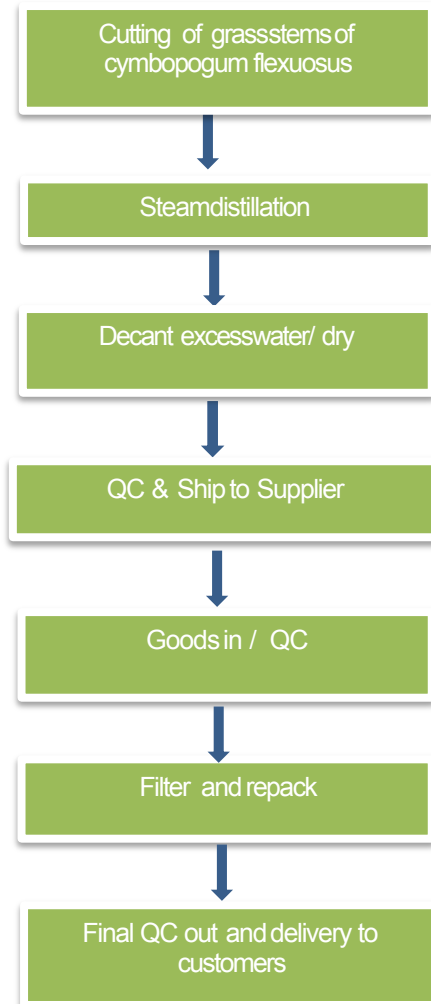 Cutting of grassstems of
cymbopogum flexuosus
Steamdistillation
Decant excesswater/ dry
QC & Ship to Supplier
Goods in / QC
Filter and repack
Final QC out and delivery to
customers